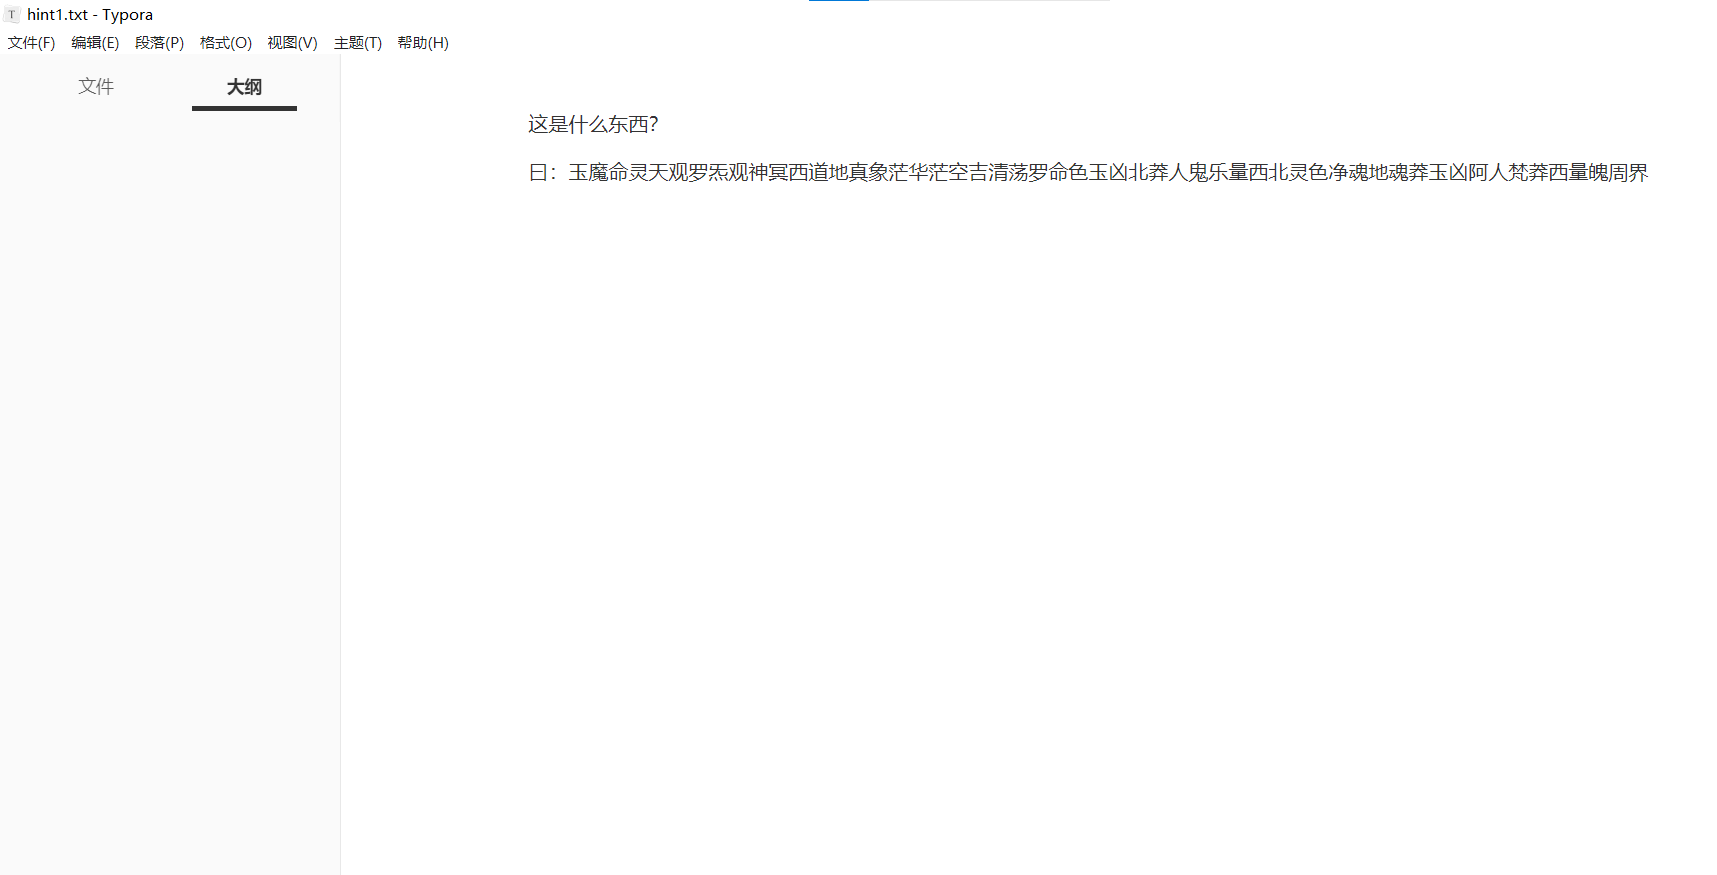 hint1.txt - Typora
文件(F) 编辑(E) 段落(P) 格式(O) 视图(V) 主题(T) 帮助(H)
文件 大纲
这是什么东西?
曰：玉魔命灵天观罗炁观神冥西道地真象茫华茫空吉清荡罗命色玉凶北莽人鬼乐量西北灵色净魂地魂莽玉凶阿人梵莽西量魄周界